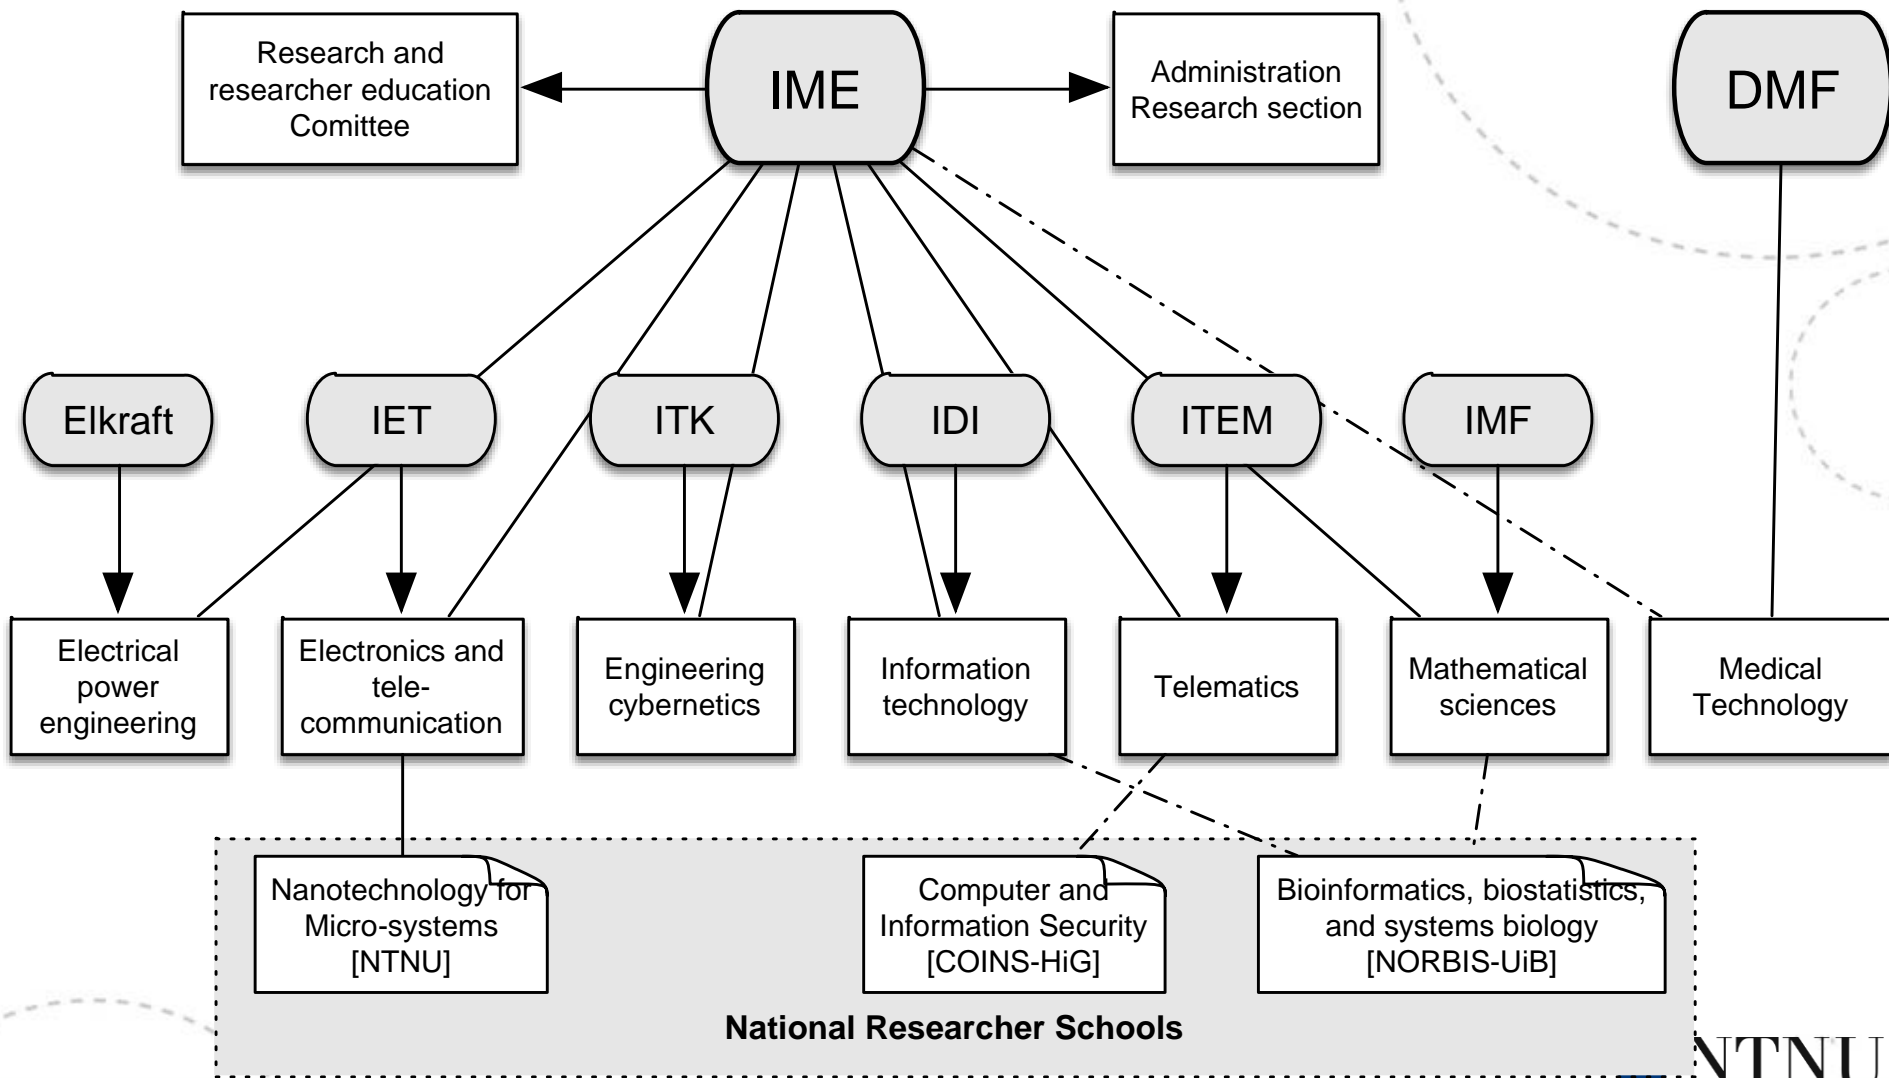 Research and
researcher education
Comittee
IME
Administration
Research section
DMF
Elkraft
IET
ITK
IDI
ITEM
IMF
Electrical
power
engineering
Electronics and
tele-
communication
Engineering
cybernetics
Information
technology
Telematics
Mathematical
sciences
Medical
Technology
Nanotechnology for
Micro-systems
[NTNU]
Computer and
Information Security
[COINS-HiG]
Bioinformatics, biostatistics,
and systems biology
[NORBIS-UiB]
National Researcher Schools
NTNU